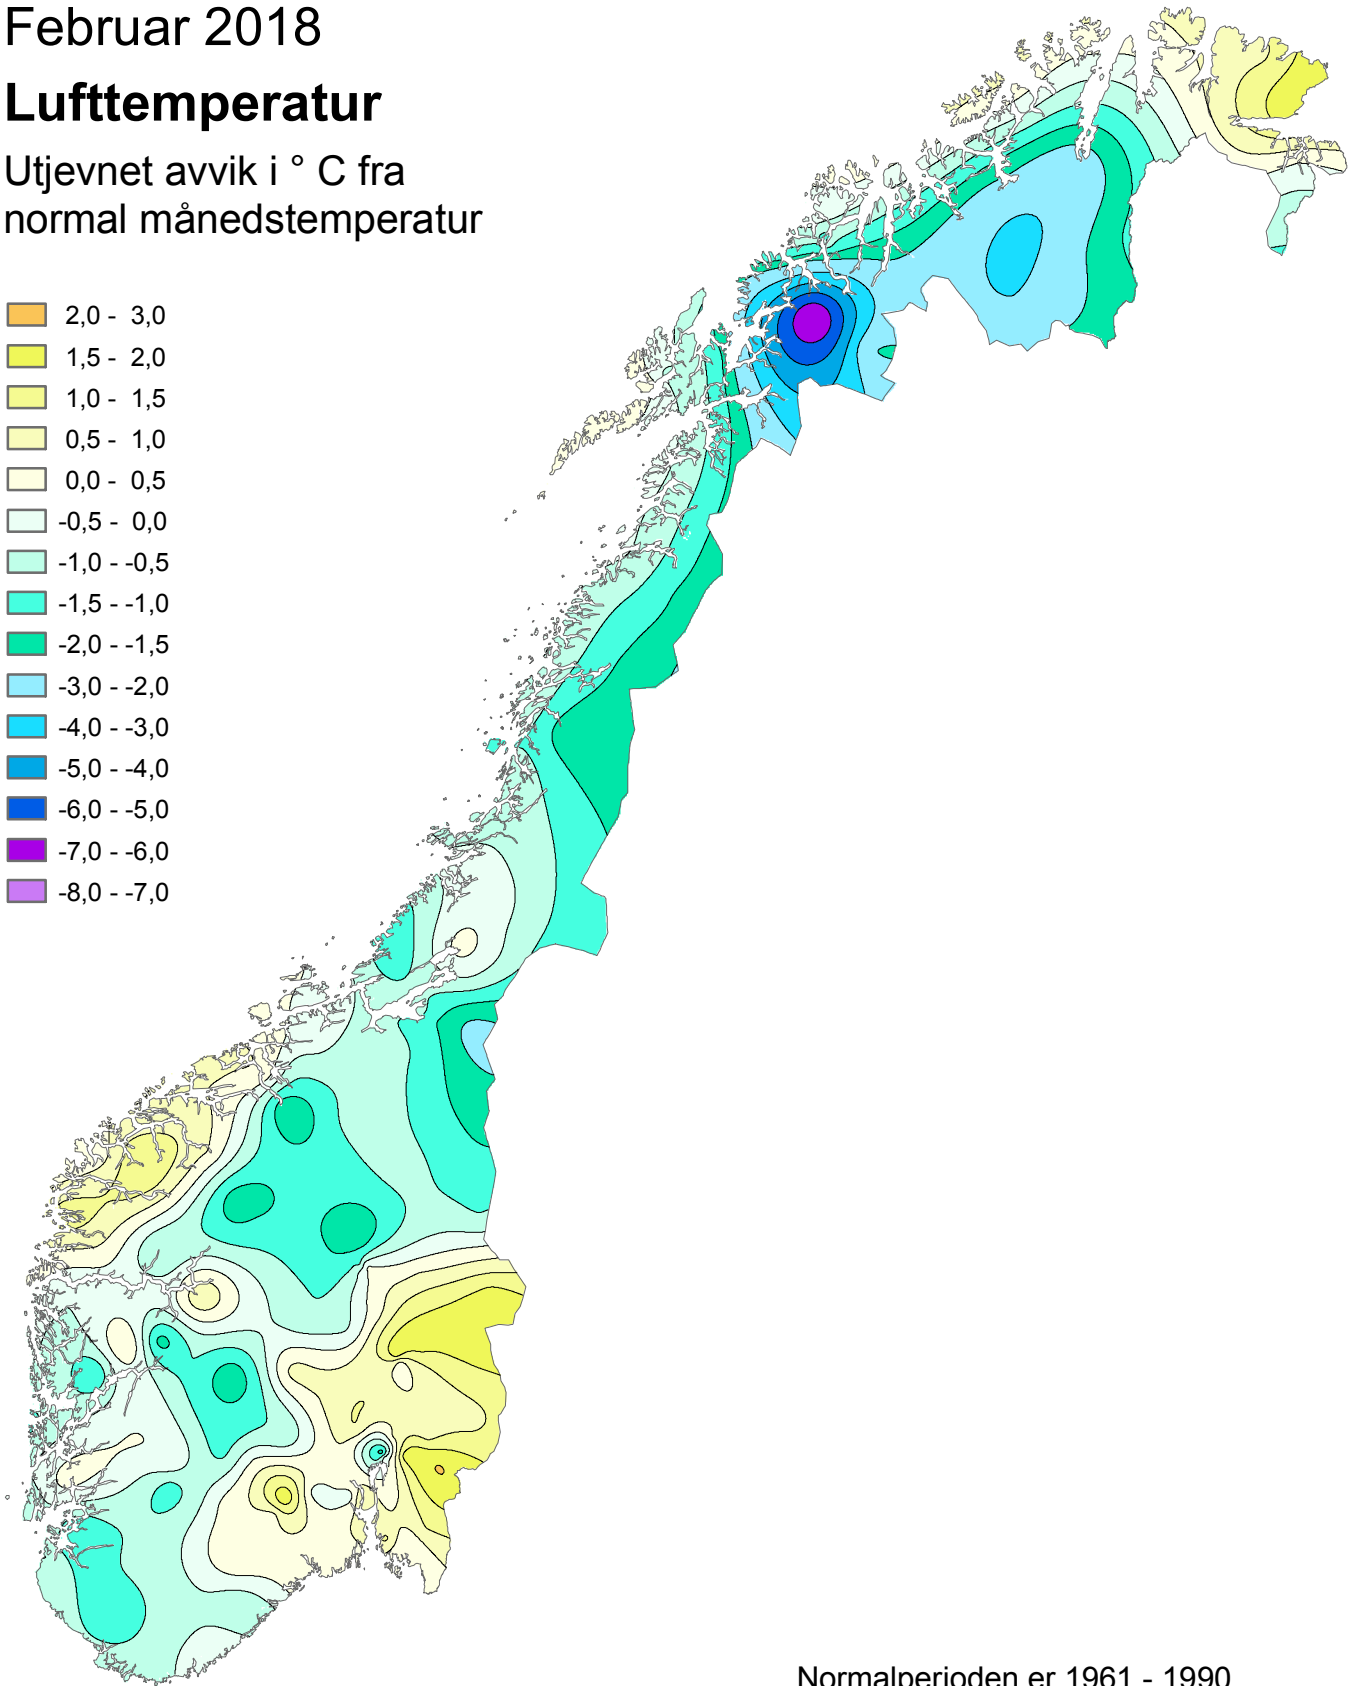 Februar 2018
Lufttemperatur
Utjevnet avvik i ° C fra
normal månedstemperatur
2,0 - 3,0
1,5 - 2,0
1,0 - 1,5
0,5 - 1,0
0,0 - 0,5
-0,5 - 0,0
-1,0 - -0,5
-1,5 - -1,0
-2,0 - -1,5
-3,0 - -2,0
-4,0 - -3,0
-5,0 - -4,0
-6,0 - -5,0
-7,0 - -6,0
-8,0 - -7,0
Normalperioden er 1961 - 1990